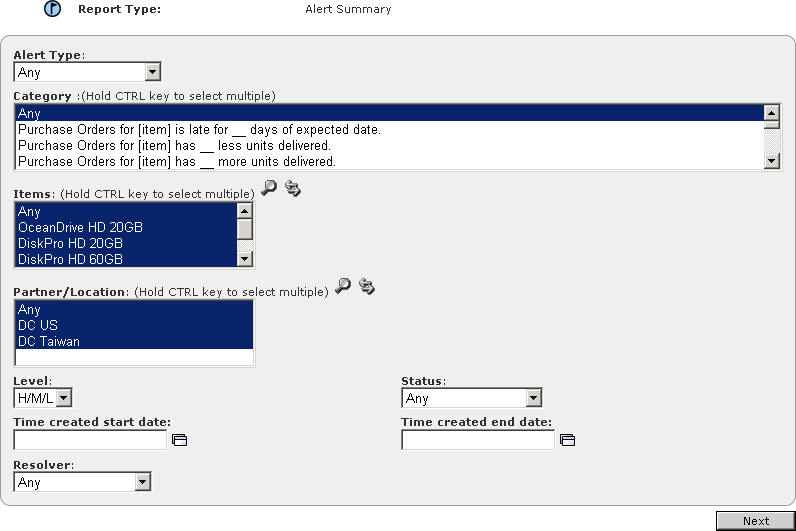 Report Type: Alert Summary
Alert Type:
Any
Category :(Hold CTRL key to select multiple)
Any
Purchase Orders for [item] is late for __ days of expected date.
Purchase Orders for [item] has __ less units delivered.
Purchase Orders for [item] has __ more units delivered.
Items: (Hold CTRL key to select multiple)
Any
OceanDrive HD 20GB
DiskPro HD 20GB
DiskPro HD 60GB
Partner/Location: (Hold CTRL key to select multiple)
Any
DC US
DC Taiwan
Level: Status:
H/M/L Any
Time created start date: Time created end date:
Resolver:
Any
Next